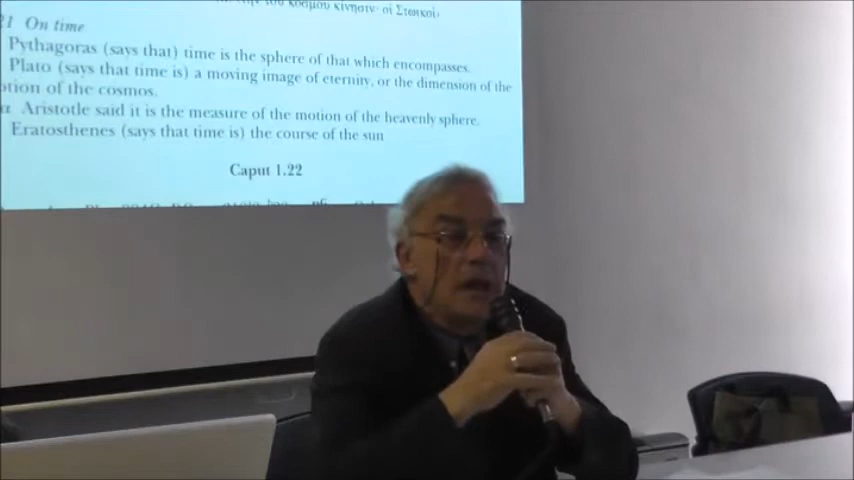 του κόσμου κίνησιν· οἱ Στωικοί,
21 On time
Pythagoras (says that) time is the sphere of that which encompasses.
Plato (says that time is) a moving image of eternity, or the dimension of the
motion of the cosmos.
α Aristotle said it is the measure of the motion of the heavenly sphere.
Eratosthenes (says that time is) the course of the sun
Caput 1.22